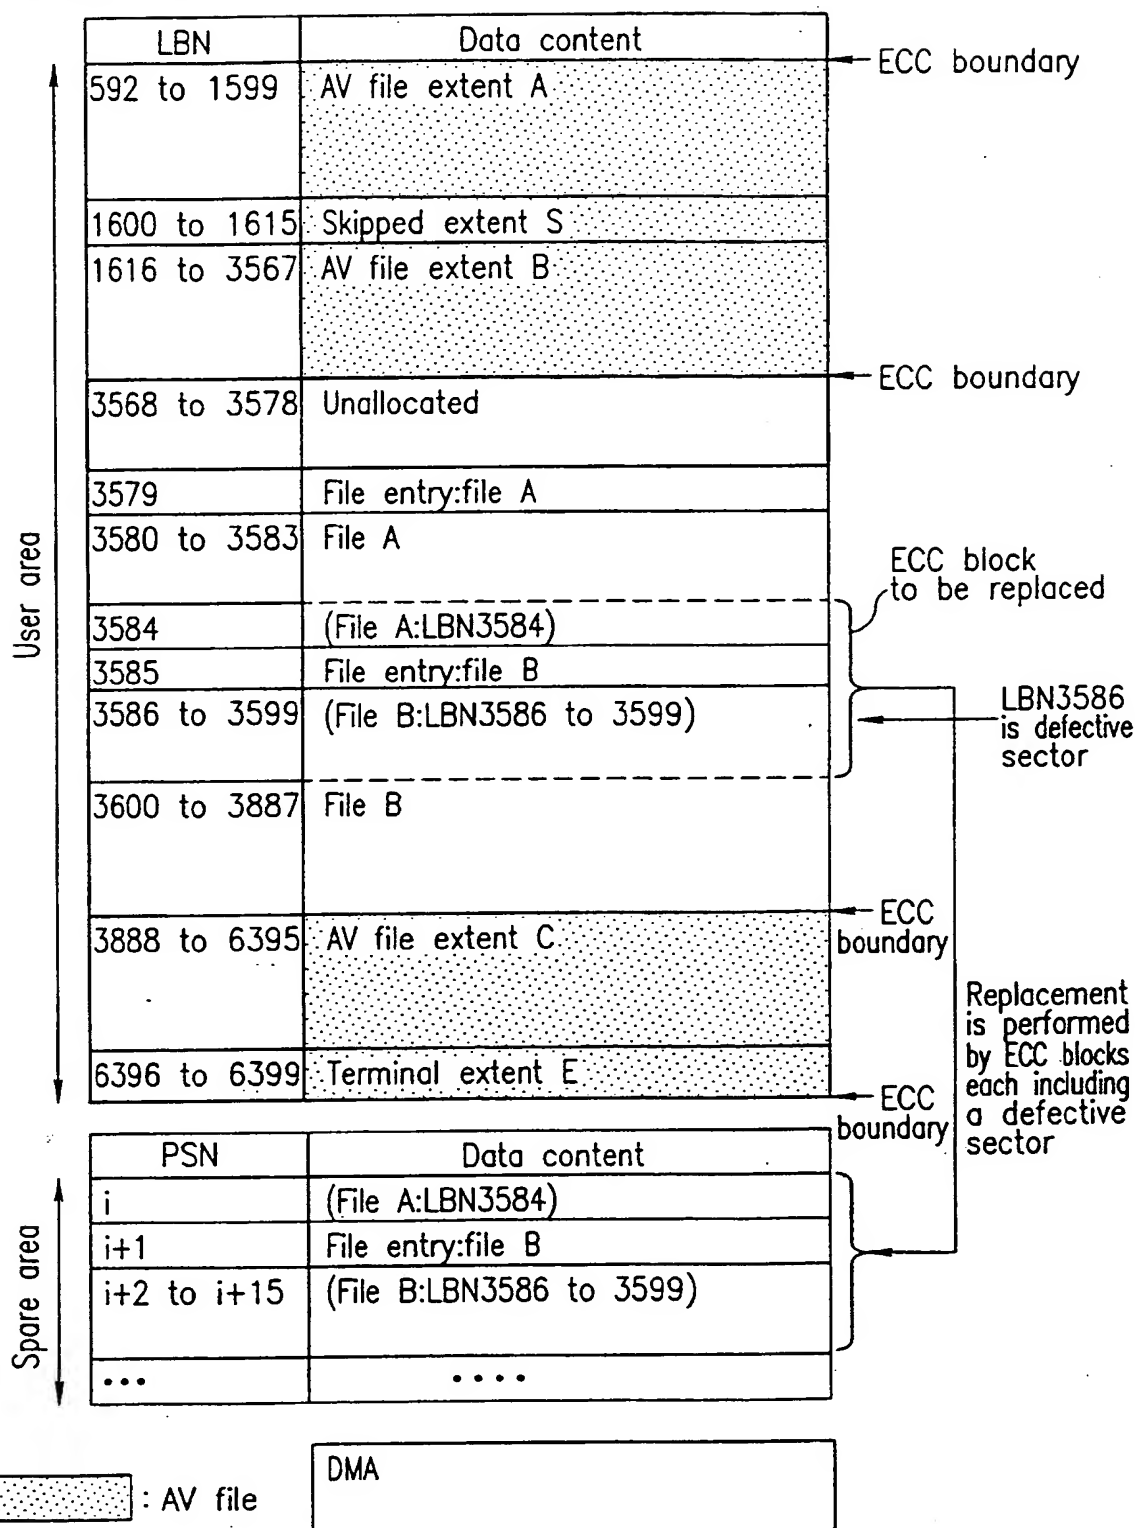 LBN Data content
ECC boundary
592 to 1599 AV file extent A
1600 to 1615 Skipped extent S
1616 to 3567 AV file extent B
ECC boundary
3568 to 3578 Unallocated
3579 File entry:file A
3580 to 3583 File A
ECC block
to be replaced
3584 (File A:LBN3584)
3585 File entry:file B
3586 to 3599 (File B:LBN3586 to 3599)
LBN3586
is defective
sector
3600 to 3887 File B
ECC
boundary
3888 to 6395 AV file extent C
6396 to 6399 Terminal extent E
ECC
boundary
User area
Replacement
is performed
by ECC blocks
each including
a defective
sector
PSN Data content
i (File A:LBN3584)
i+1 File entry:file B
i+2 to i+15 (File B:LBN3586 to 3599)
... ....
Spare area
DMA
: AV file